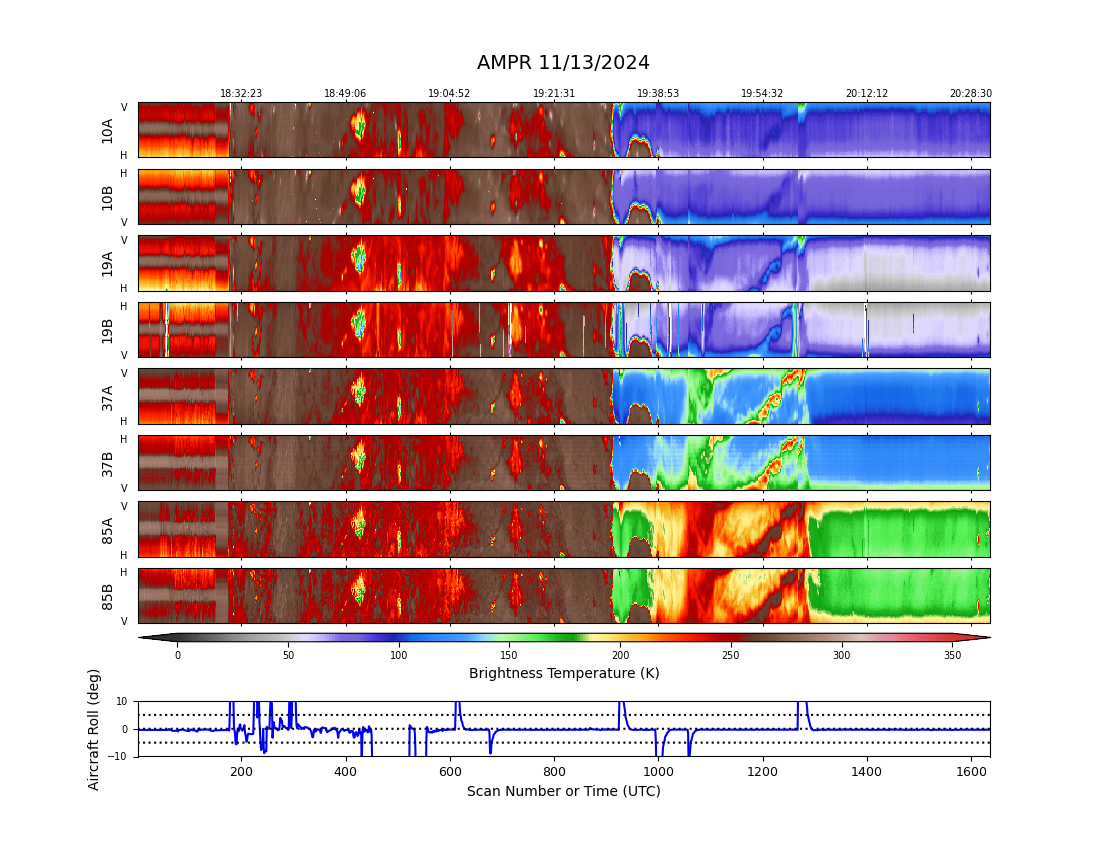 AMPR 11/13/2024
18:32:23 18:49:06 19:04:52 19:21:31 19:38:53 19:54:32 20:12:12 20:28:30
V
10A
H
H
10B
V
V
19A
H
H
19B
V
V
37A
H
H
37B
V
V
85A
H
H
85B
V
0 50 100 150 200 250 300 350
Brightness Temperature (K)
Aircraft Roll (deg)
10
0
−10
200 400 600 800 1000 1200 1400 1600
Scan Number or Time (UTC)